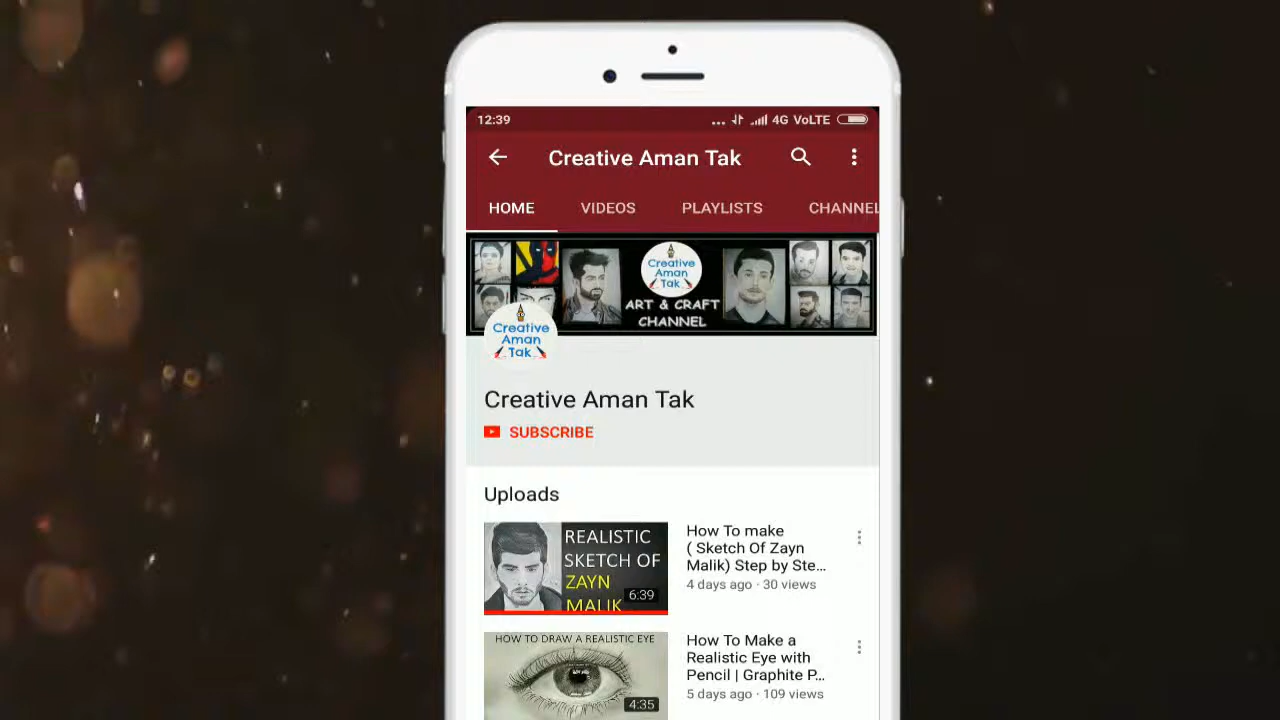 12:39
... 4G VoLTE
Creative Aman Tak
HOME VIDEOS PLAYLISTS CHANNEL
Creative
Aman
Tak
ART & CRAFT
CHANNEL
Creative
Aman
Tak
Creative Aman Tak
SUBSCRIBE
Uploads
REALISTIC
SKETCH OF
ZAYN
MALIK
6:39
How To make
( Sketch Of Zayn
Malik) Step by Ste...
4 days ago · 30 views
HOW TO DRAW A REALISTIC EYE
4:35
How To Make a
Realistic Eye with
Pencil | Graphite P...
5 days ago · 109 views